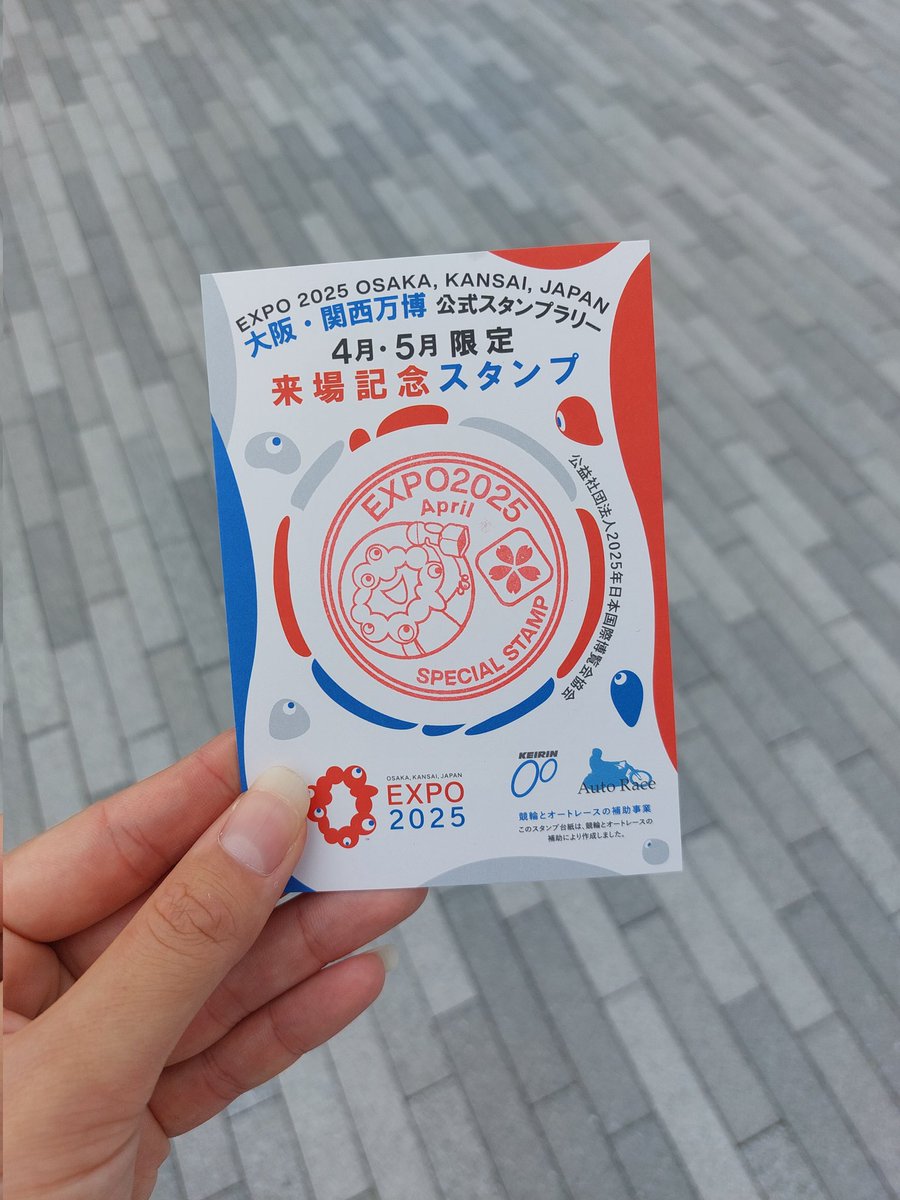 EXPO 2025 OSAKA, KANSAI, JAPAN
大阪・関西万博 公式スタンプラリー
4月・5月 限定
来場記念スタンプ
EXPO2025
April
SPECIAL STAMP
公益社団法人2025年日本国際博覧会協会
OSAKA, KANSAI, JAPAN
EXPO
2025
KEIRIN
Auto Race
競輪とオートレースの補助事業
このスタンプ台紙は、競輪とオートレースの
補助により作成しました。